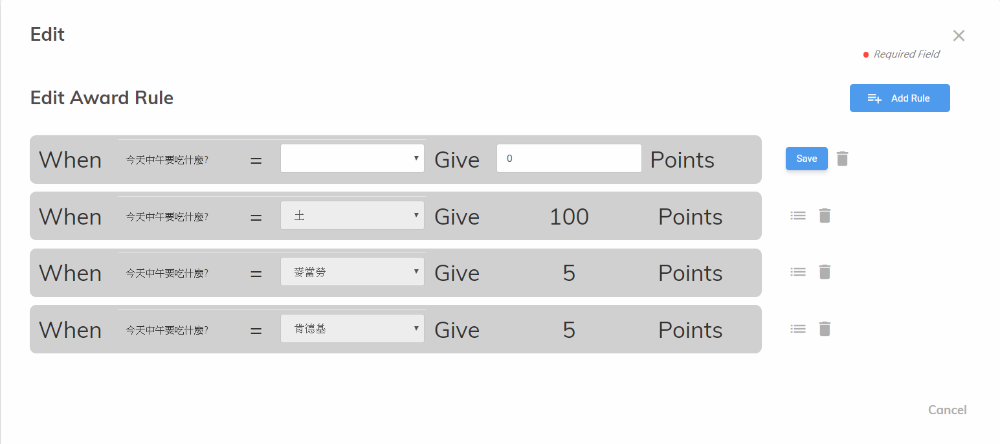 Edit
Required Field
Edit Award Rule
Add Rule
When 今天中午要吃什麼? = Give 0 Points Save
When 今天中午要吃什麼? = 土 Give 100 Points
When 今天中午要吃什麼? = 麥當勞 Give 5 Points
When 今天中午要吃什麼? = 肯德基 Give 5 Points
Cancel